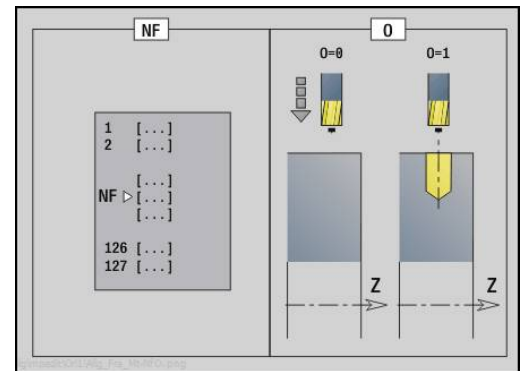 NF
1 [...]
2 [...]
[...]
NF [...]
[...]
126 [...]
127 [...]
O
O=0 O=1
Z Z